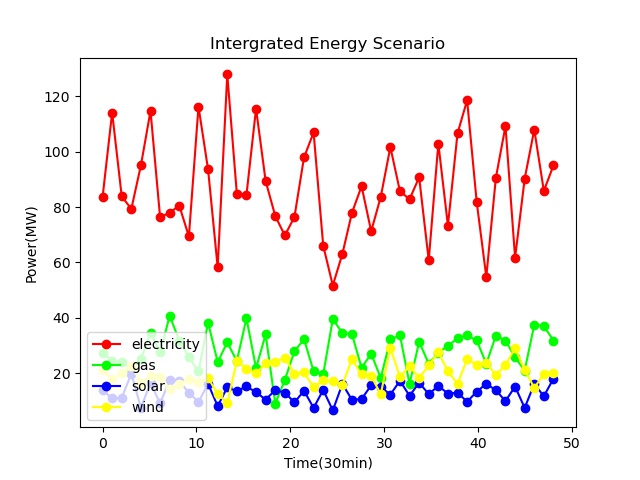 Intergrated Energy Scenario
Power(MW)
120
100
80
60
40
20
electricity
gas
solar
wind
0
10
20
30
40
50
Time(30min)